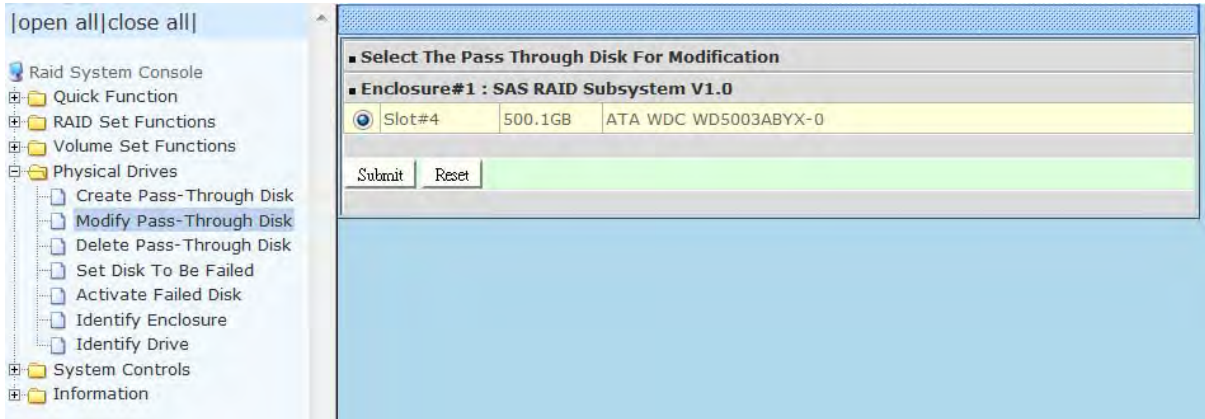 |open all|close all|
Raid System Console
Quick Function
RAID Set Functions
Volume Set Functions
Physical Drives
Create Pass-Through Disk
Modify Pass-Through Disk
Delete Pass-Through Disk
Set Disk To Be Failed
Activate Failed Disk
Identify Enclosure
Identify Drive
System Controls
Information
Select The Pass Through Disk For Modification
Enclosure#1 : SAS RAID Subsystem V1.0
Slot#4 500.1GB ATA WDC WD5003ABYX-0
Submit Reset